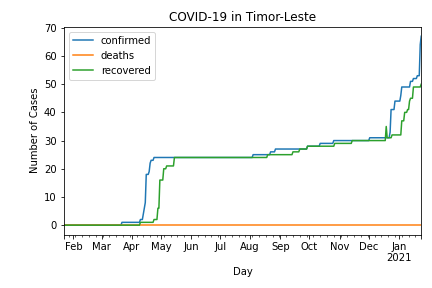 COVID-19 in Timor-Leste
70
60
50
40
30
20
10
0
Number of Cases
confirmed
deaths
recovered
Feb Mar Apr May Jun Jul Aug Sep Oct Nov Dec Jan
2021
Day